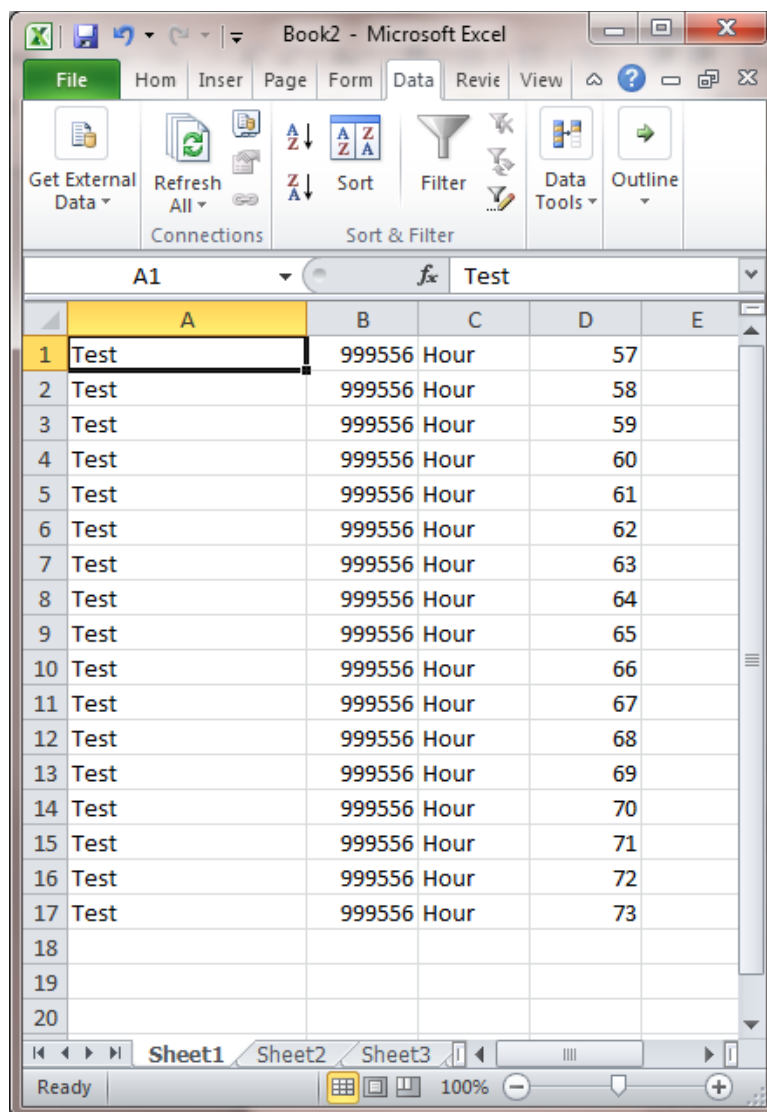 Book2 - Microsoft Excel
File Hom Inser Page Form Data Revie View
Get External Data Refresh All Sort Filter Data Tools Outline
Connections Sort & Filter
A1 fx Test
A B C D E
1 Test 999556 Hour 57
2 Test 999556 Hour 58
3 Test 999556 Hour 59
4 Test 999556 Hour 60
5 Test 999556 Hour 61
6 Test 999556 Hour 62
7 Test 999556 Hour 63
8 Test 999556 Hour 64
9 Test 999556 Hour 65
10 Test 999556 Hour 66
11 Test 999556 Hour 67
12 Test 999556 Hour 68
13 Test 999556 Hour 69
14 Test 999556 Hour 70
15 Test 999556 Hour 71
16 Test 999556 Hour 72
17 Test 999556 Hour 73
18
19
20
Sheet1 Sheet2 Sheet3
Ready 100%